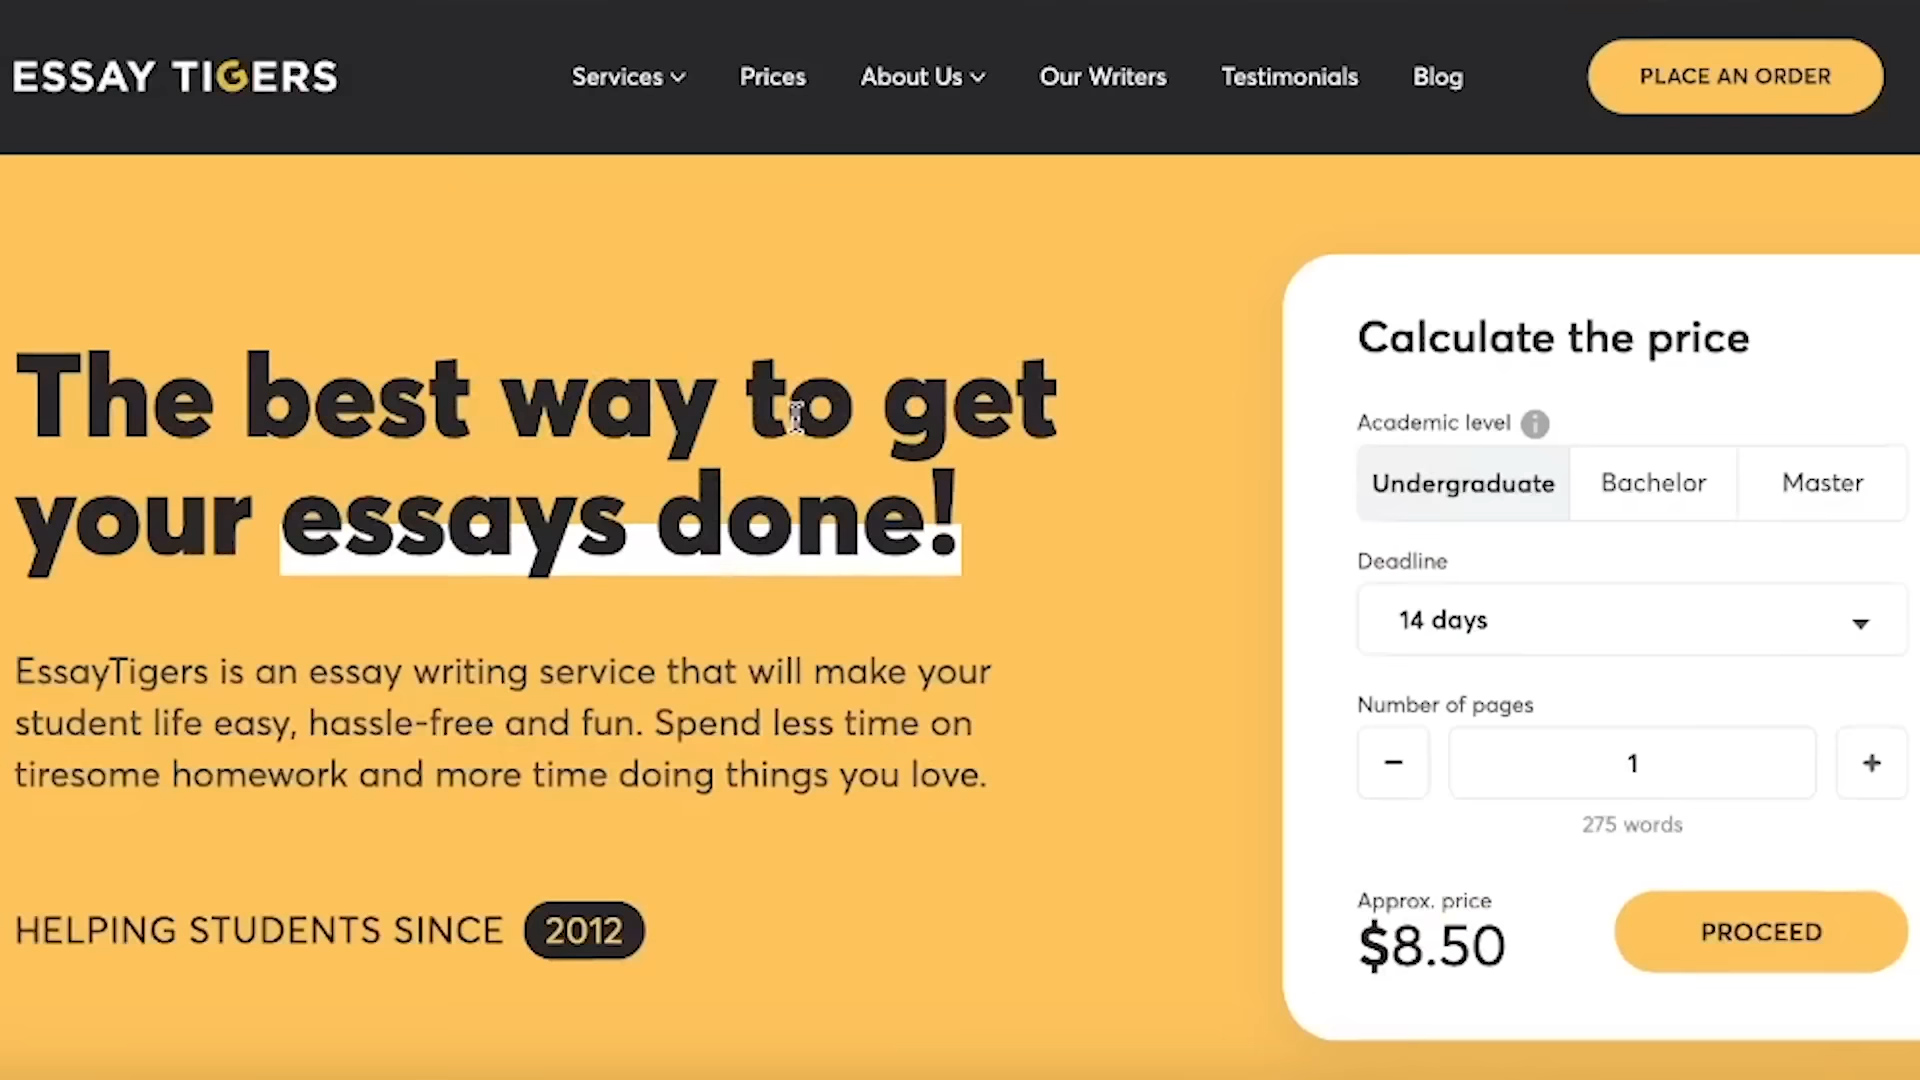 ESSAY TIGERS
Services
Prices
About Us
Our Writers
Testimonials
Blog
PLACE AN ORDER
The best way to get
your essays done!
EssayTigers is an essay writing service that will make your
student life easy, hassle-free and fun. Spend less time on
tiresome homework and more time doing things you love.
HELPING STUDENTS SINCE 2012
Calculate the price
Academic level
Undergraduate
Bachelor
Master
Deadline
14 days
Number of pages
− 1 +
275 words
Approx. price
$8.50
PROCEED